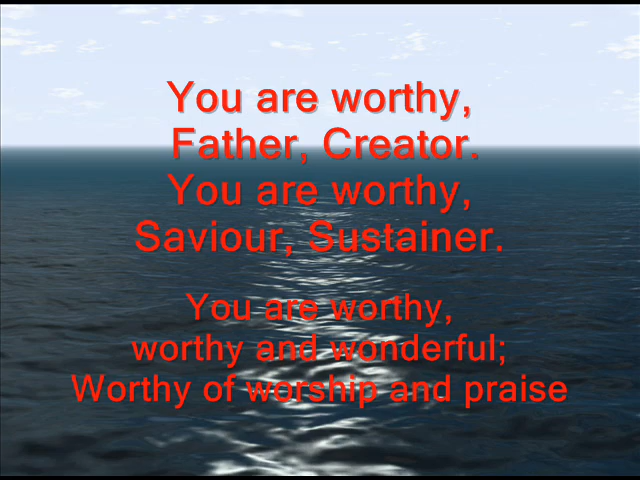 You are worthy,
Father, Creator.
You are worthy,
Saviour, Sustainer.
You are worthy,
worthy and wonderful;
Worthy of worship and praise